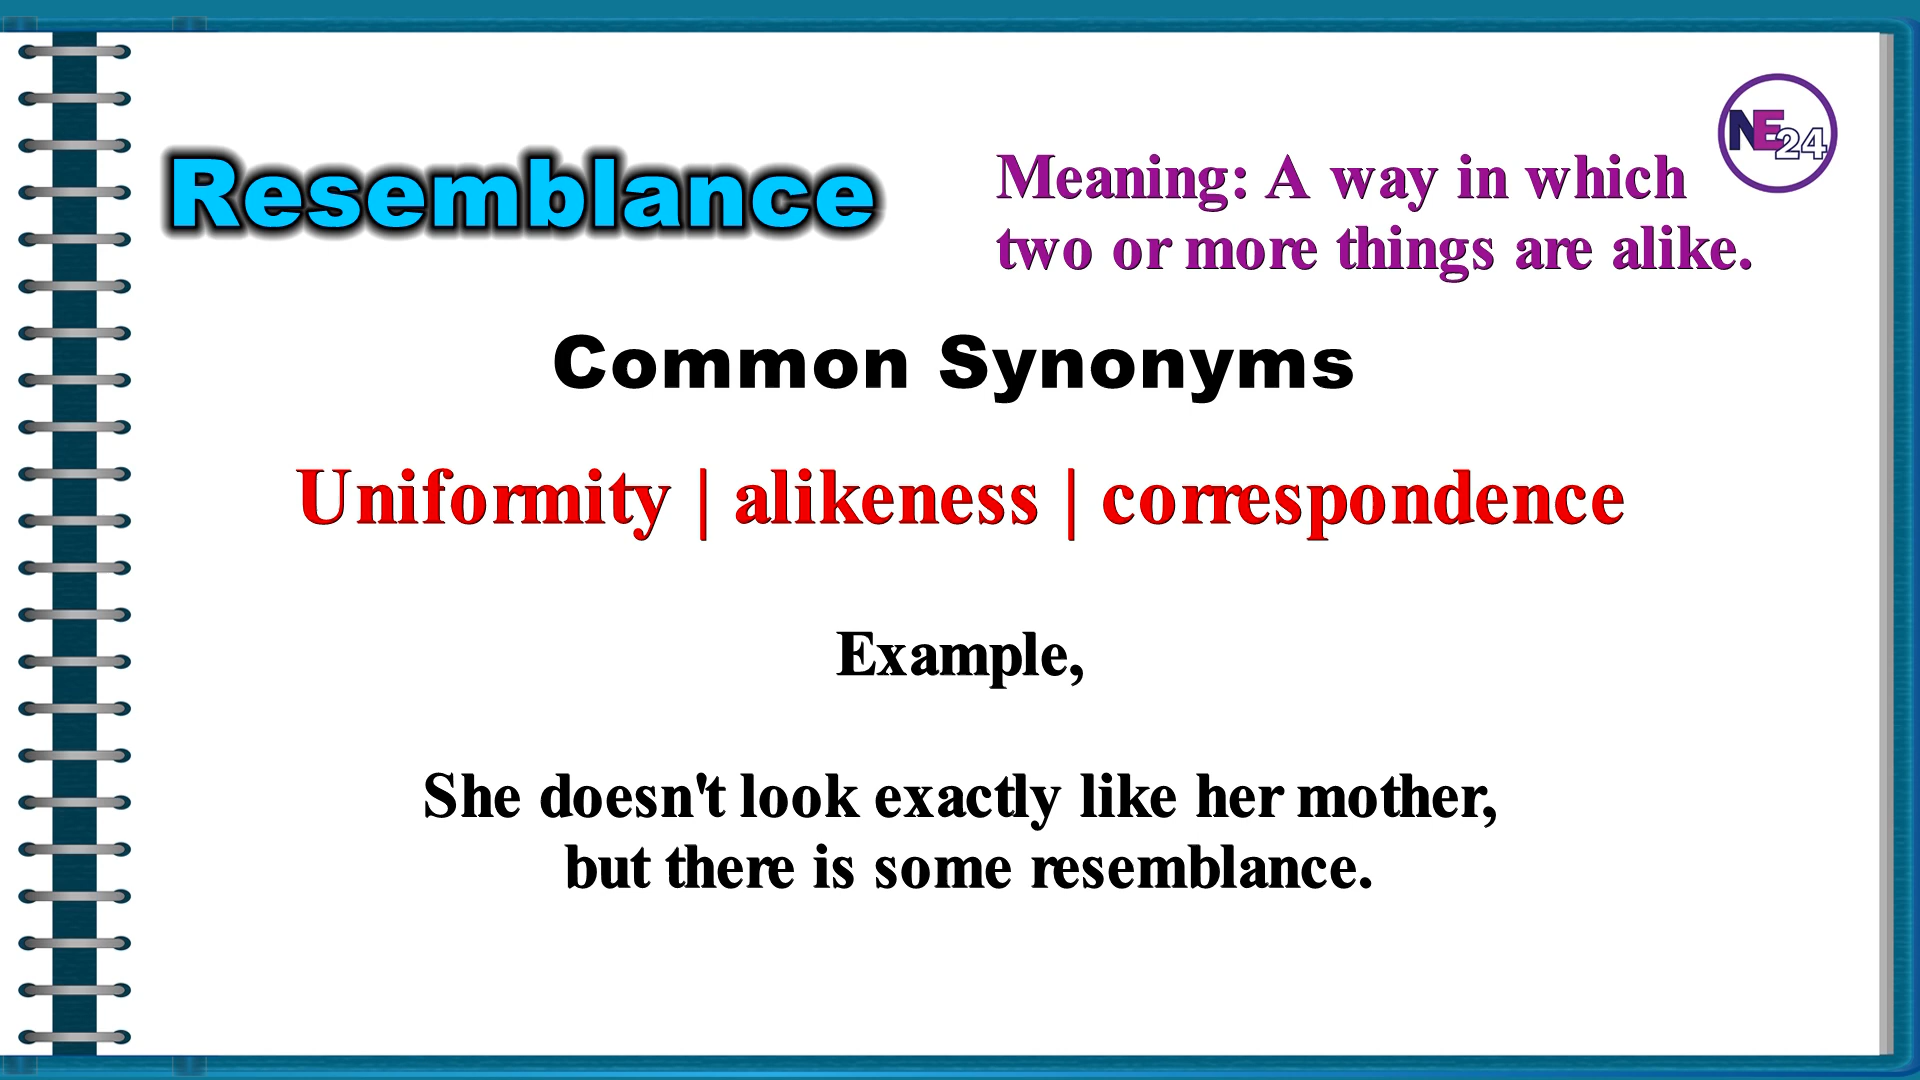 Resemblance
Meaning: A way in which
two or more things are alike.
NE24
Common Synonyms
Uniformity | alikeness | correspondence
Example,
She doesn't look exactly like her mother,
but there is some resemblance.